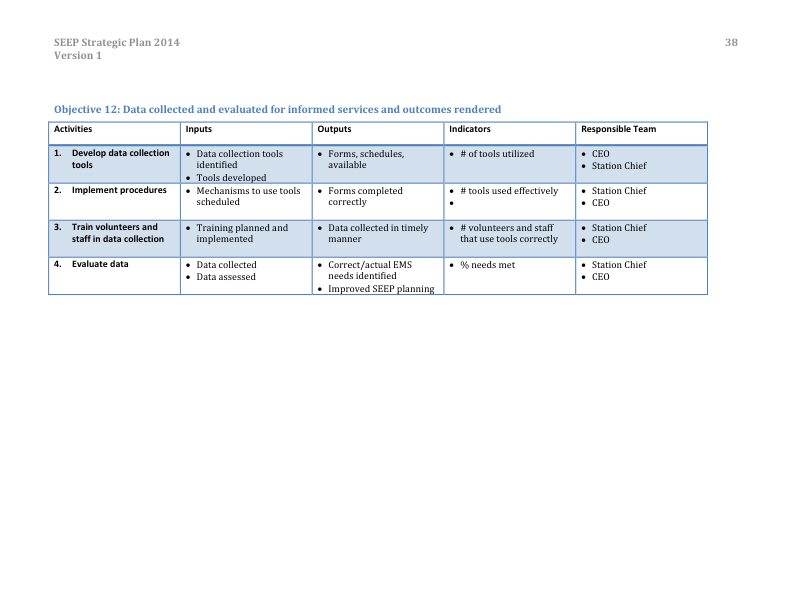 SEEP Strategic Plan 2014
38
Version 1
Objective 12: Data collected and evaluated for informed services and outcomes rendered
Activities
Inputs
Outputs
Indicators
Responsible Team
1. Develop data collection
tools
• Data collection tools
identified
• Tools developed
• Forms, schedules,
available
• # of tools utilized
• CEO
• Station Chief
2. Implement procedures
• Mechanisms to use tools
scheduled
• Forms completed
correctly
• # tools used effectively
•
• Station Chief
• CEO
3. Train volunteers and
staff in data collection
• Training planned and
implemented
• Data collected in timely
manner
• # volunteers and staff
that use tools correctly
• Station Chief
• CEO
4. Evaluate data
• Data collected
• Data assessed
• Correct/actual EMS
needs identified
• Improved SEEP planning
• % needs met
• Station Chief
• CEO